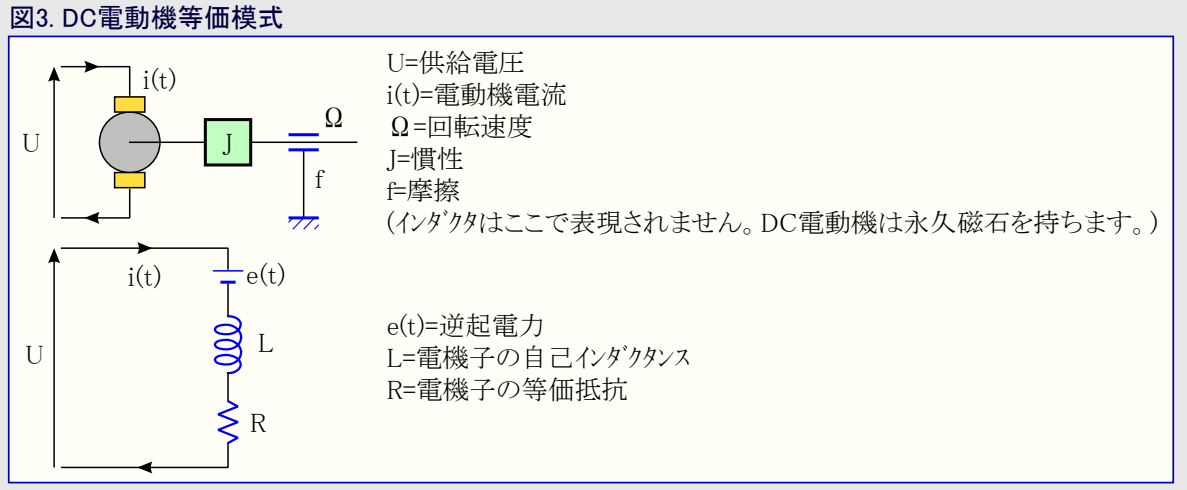 図3. DC電動機等価模式
U
i(t)
J
Ω
f
U=供給電圧
i(t)=電動機電流
Ω=回転速度
J=慣性
f=摩擦
(ｲﾝﾀﾞｸﾀはここで表現されません。DC電動機は永久磁石を持ちます。)
U
i(t)
e(t)
L
R
e(t)=逆起電力
L=電機子の自己ｲﾝﾀﾞｸﾀﾝｽ
R=電機子の等価抵抗